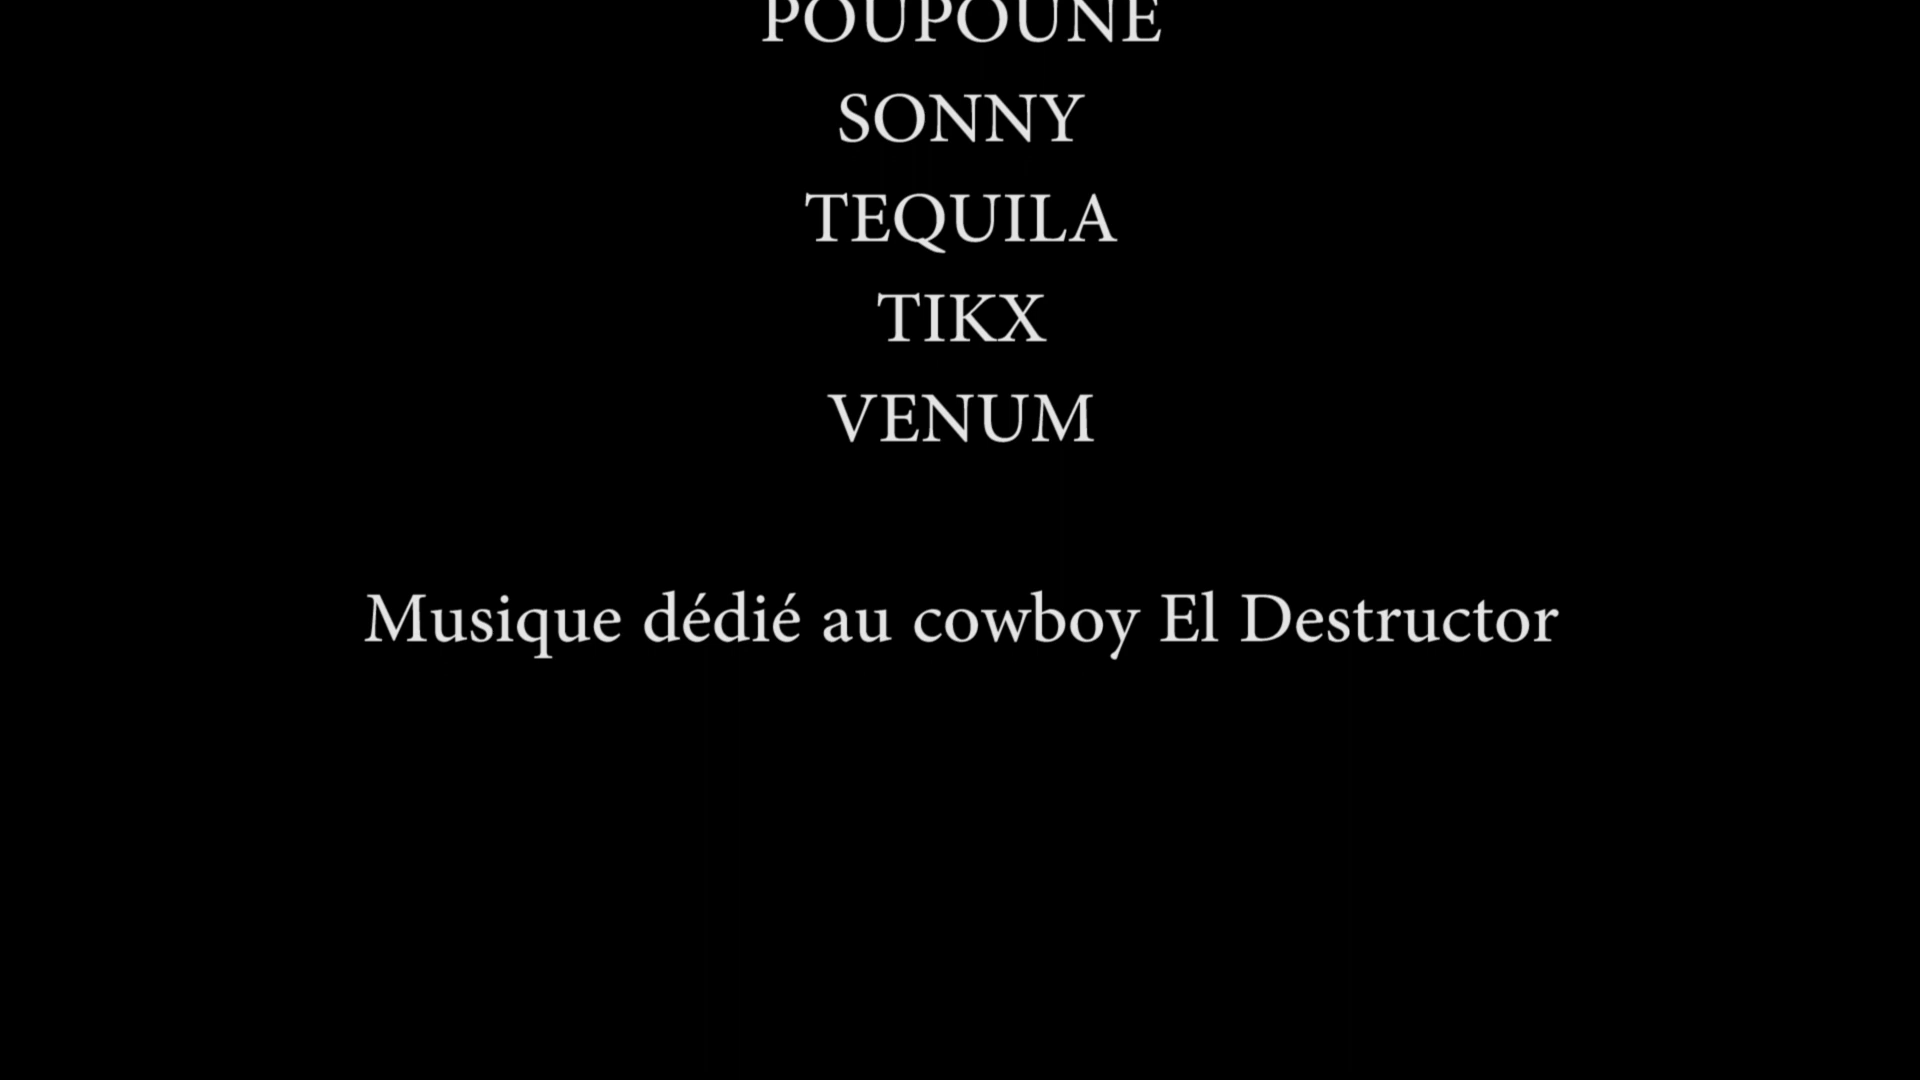 POUPOUNE
SONNY
TEQUILA
TIKX
VENUM
Musique dédié au cowboy El Destructor